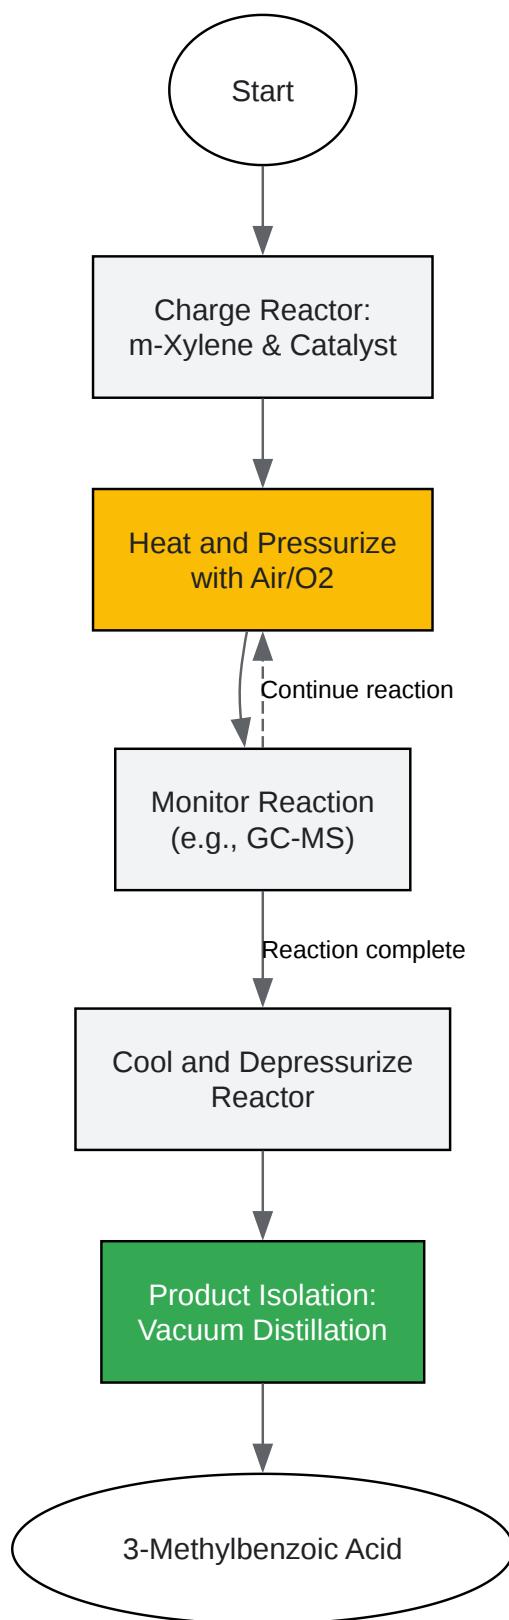 Start
Charge Reactor:
m-Xylene & Catalyst
Heat and Pressurize
with Air/O2
Continue reaction
Monitor Reaction
(e.g., GC-MS)
Reaction complete
Cool and Depressurize
Reactor
Product Isolation:
Vacuum Distillation
3-Methylbenzoic Acid